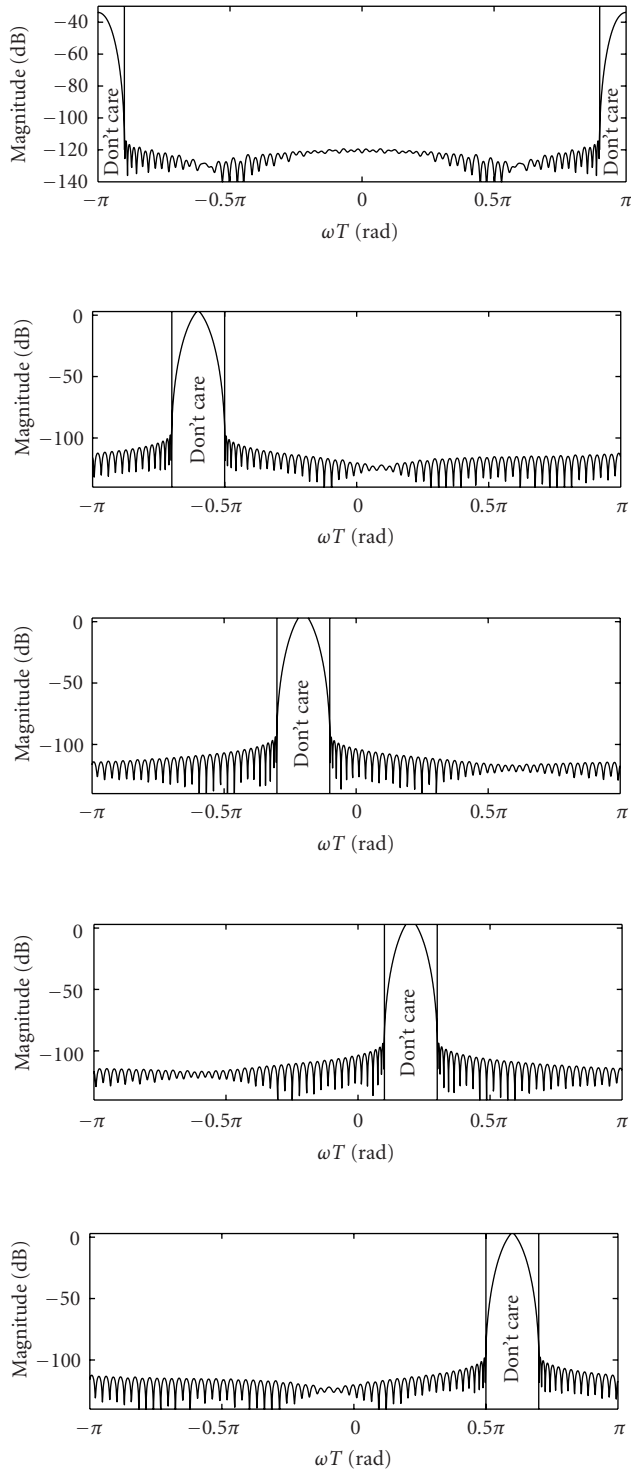 Magnitude (dB)
−40
−60
−80
−100
−120
−140
Don't care
Don't care
−π
−0.5π
0
0.5π
π
ωT (rad)
Magnitude (dB)
0
−50
−100
Don't care
−π
−0.5π
0
0.5π
π
ωT (rad)
Magnitude (dB)
0
−50
−100
Don't care
−π
−0.5π
0
0.5π
π
ωT (rad)
Magnitude (dB)
0
−50
−100
Don't care
−π
−0.5π
0
0.5π
π
ωT (rad)
Magnitude (dB)
0
−50
−100
Don't care
−π
−0.5π
0
0.5π
π
ωT (rad)